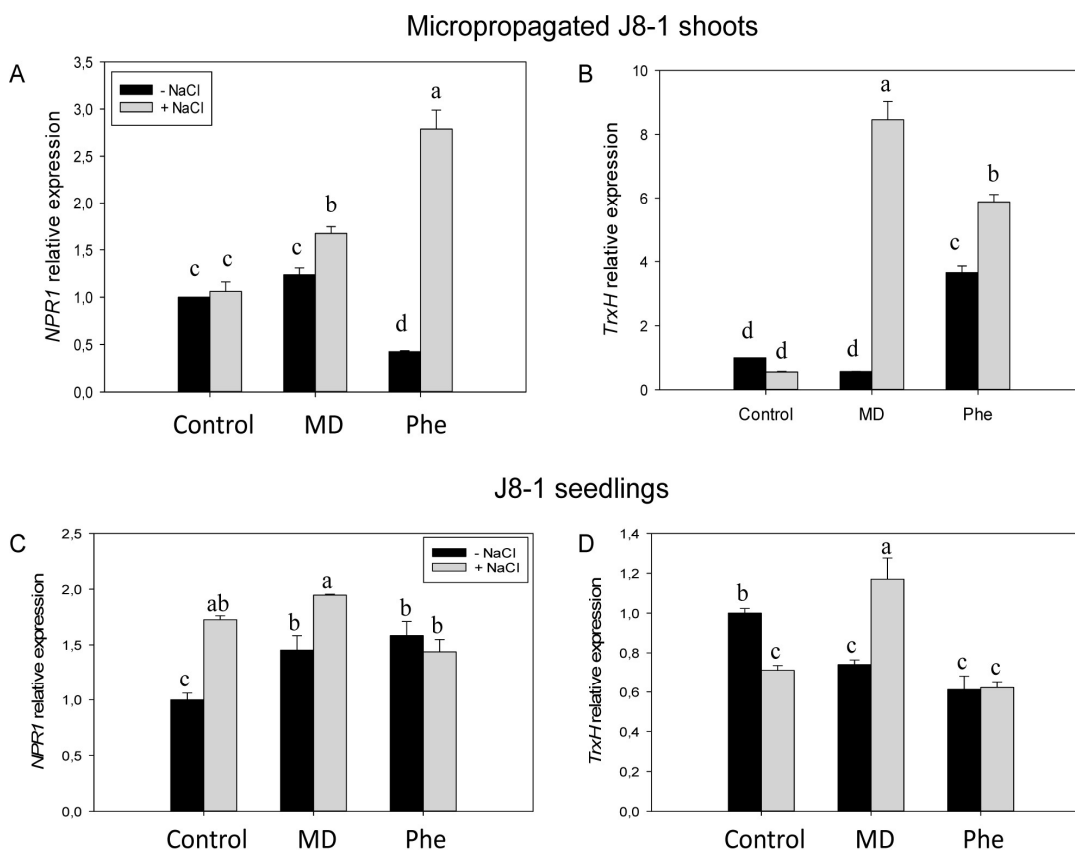 Micropropagated J8-1 shoots
A
3,5
3,0
2,5
2,0
1,5
1,0
0,5
0,0
NPR1 relative expression
- NaCl
+ NaCl
c
c
c
b
d
a
Control MD Phe
B
10
8
6
4
2
0
TrxH relative expression
d
d
d
a
c
b
Control MD Phe
J8-1 seedlings
C
2,5
2,0
1,5
1,0
0,5
0,0
NPR1 relative expression
- NaCl
+ NaCl
c
ab
b
a
b
b
Control MD Phe
D
1,4
1,2
1,0
0,8
0,6
0,4
0,2
0,0
TrxH relative expression
b
c
c
a
c
c
Control MD Phe